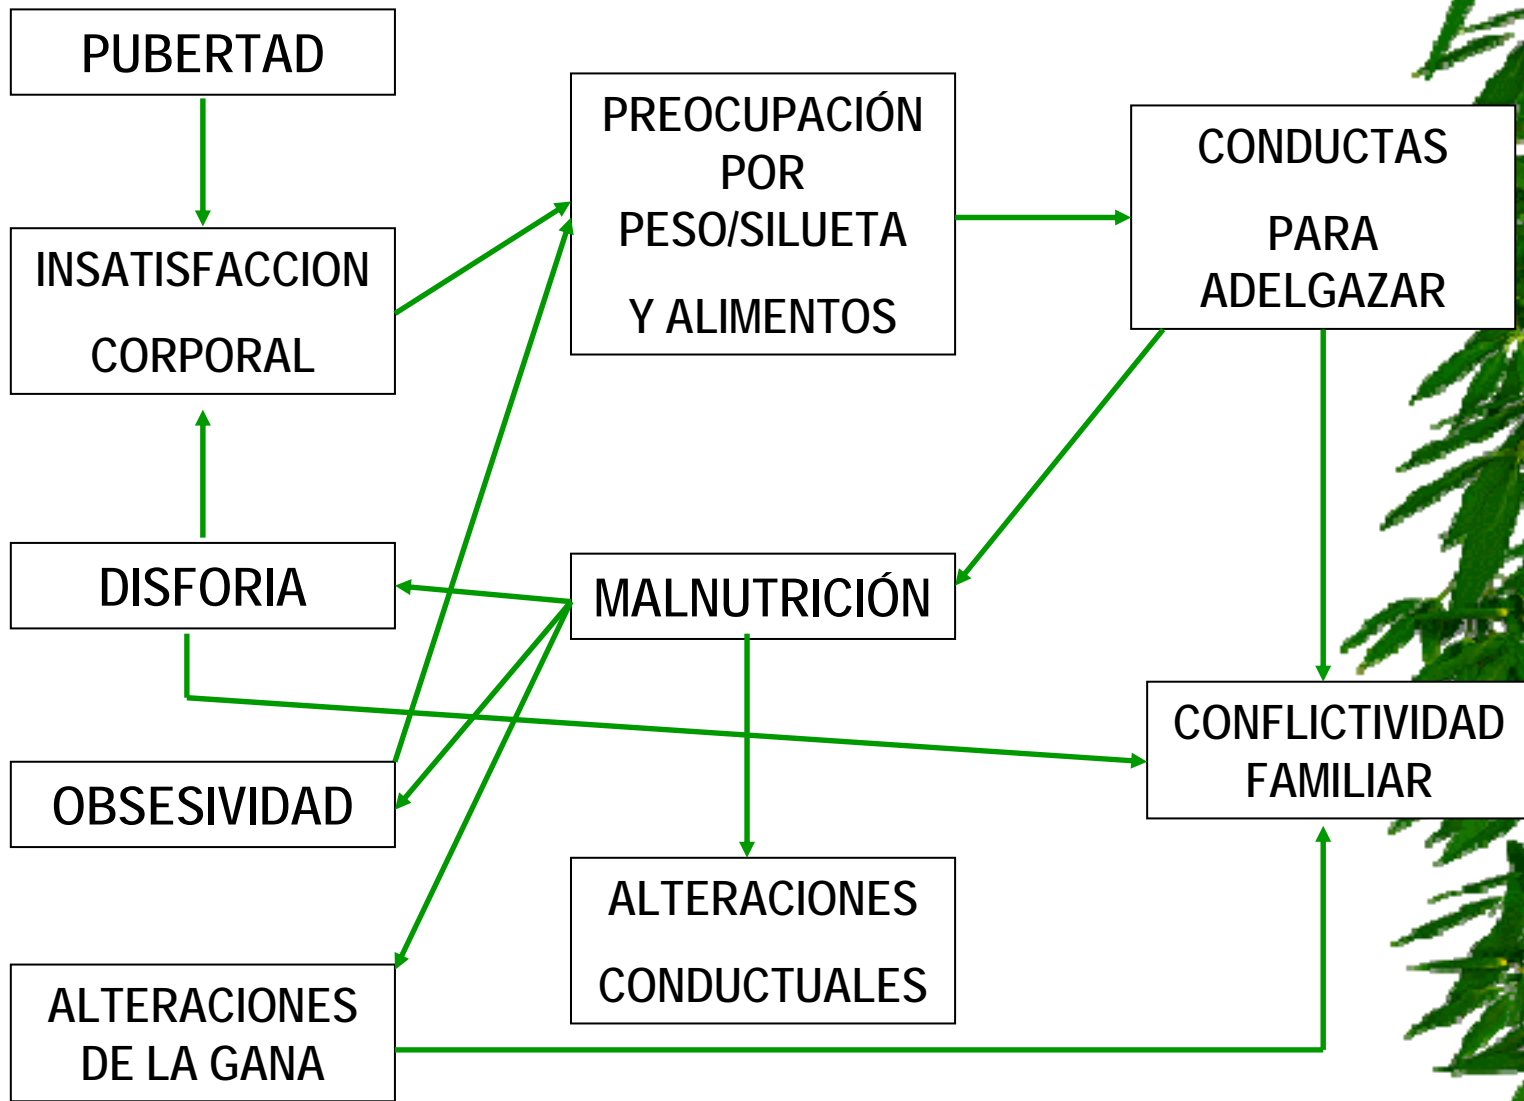 PUBERTAD
INSATISFACCION
CORPORAL
PREOCUPACIÓN
POR
PESO/SILUETA
Y ALIMENTOS
CONDUCTAS
PARA
ADELGAZAR
DISFORIA
MALNUTRICIÓN
OBSESIVIDAD
CONFLICTIVIDAD
FAMILIAR
ALTERACIONES
CONDUCTUALES
ALTERACIONES
DE LA GANA